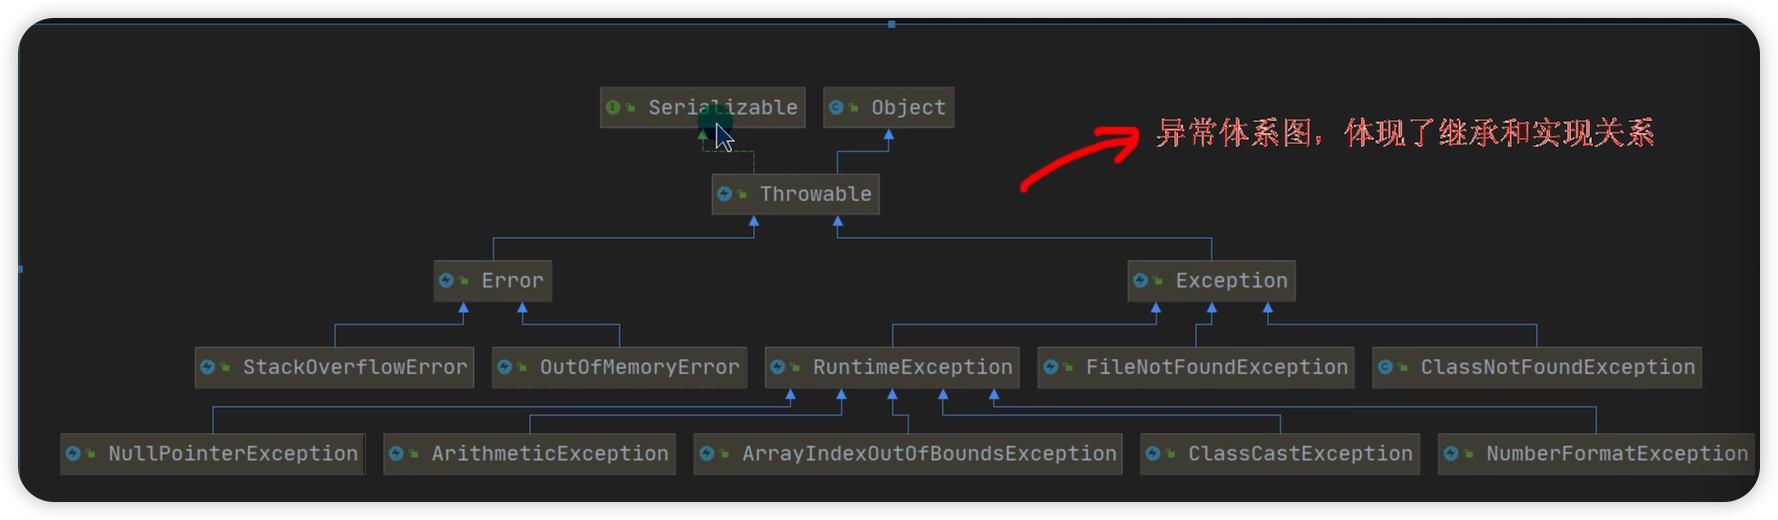 Serializable
Object
异常体系图，体现了继承和实现关系
Throwable
Error
Exception
StackOverflowError
OutOfMemoryError
RuntimeException
FileNotFoundException
ClassNotFoundException
NullPointerException
ArithmeticException
ArrayIndexOutOfBoundsException
ClassCastException
NumberFormatException